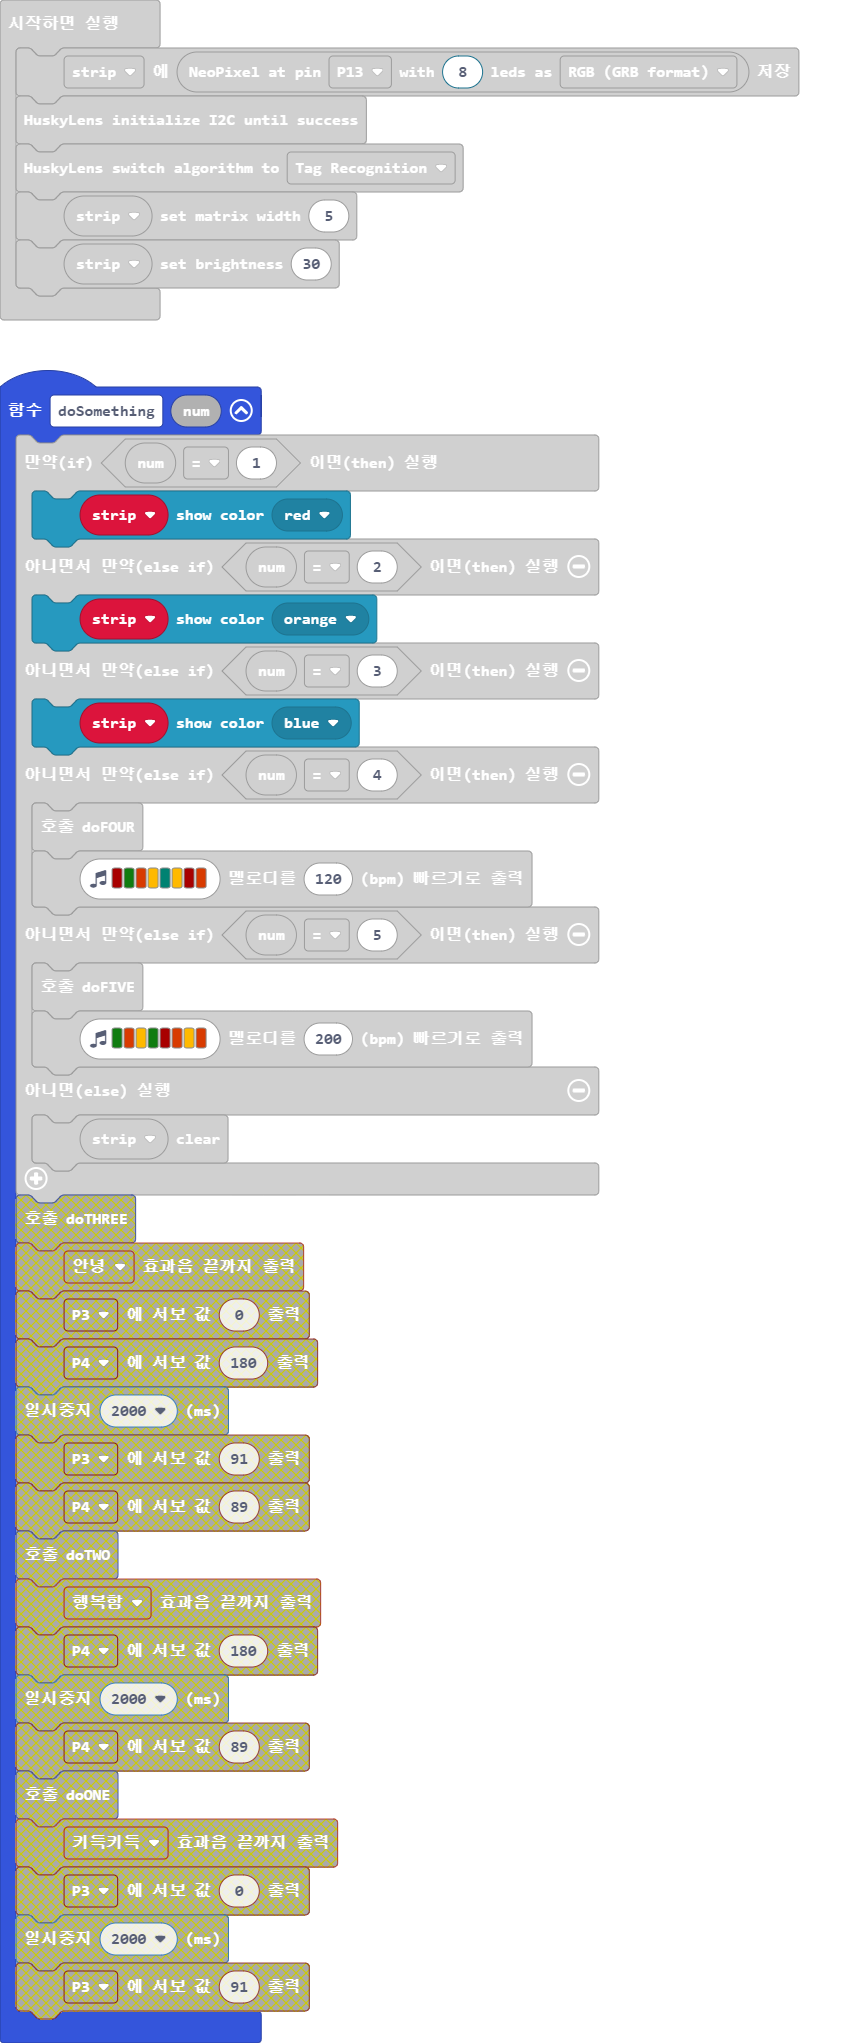 시작하면 실행
strip 에 NeoPixel at pin P13 with 8 leds as RGB (GRB format) 저장
HuskyLens initialize I2C until success
HuskyLens switch algorithm to Tag Recognition
strip set matrix width 5
strip set brightness 30
함수 doSomething num
만약(if) num = 1 이면(then) 실행
strip show color red
아니면서 만약(else if) num = 2 이면(then) 실행
strip show color orange
아니면서 만약(else if) num = 3 이면(then) 실행
strip show color blue
아니면서 만약(else if) num = 4 이면(then) 실행
호출 doFOUR
멜로디를 120 (bpm) 빠르기로 출력
아니면서 만약(else if) num = 5 이면(then) 실행
호출 doFIVE
멜로디를 200 (bpm) 빠르기로 출력
아니면(else) 실행
strip clear
호출 doTHREE
안녕 효과음 끝까지 출력
P3 에 서보 값 0 출력
P4 에 서보 값 180 출력
일시중지 2000 (ms)
P3 에 서보 값 91 출력
P4 에 서보 값 89 출력
호출 doTWO
행복함 효과음 끝까지 출력
P4 에 서보 값 180 출력
일시중지 2000 (ms)
P4 에 서보 값 89 출력
호출 doONE
키득키득 효과음 끝까지 출력
P3 에 서보 값 0 출력
일시중지 2000 (ms)
P3 에 서보 값 91 출력